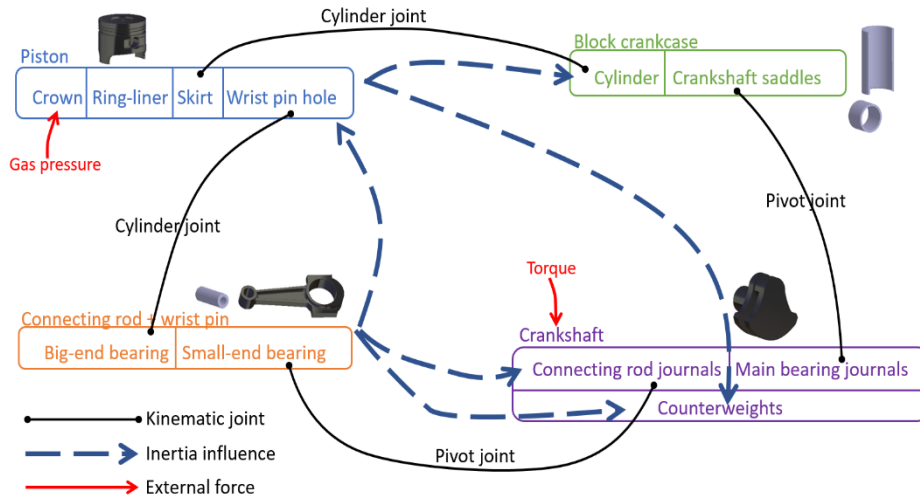 Cylinder joint
Piston
Crown Ring-liner Skirt Wrist pin hole
Gas pressure
Block crankcase
Cylinder Crankshaft saddles
Cylinder joint
Pivot joint
Connecting rod + wrist pin
Big-end bearing Small-end bearing
Torque
Crankshaft
Connecting rod journals Main bearing journals
Counterweights
Pivot joint
Kinematic joint
Inertia influence
External force